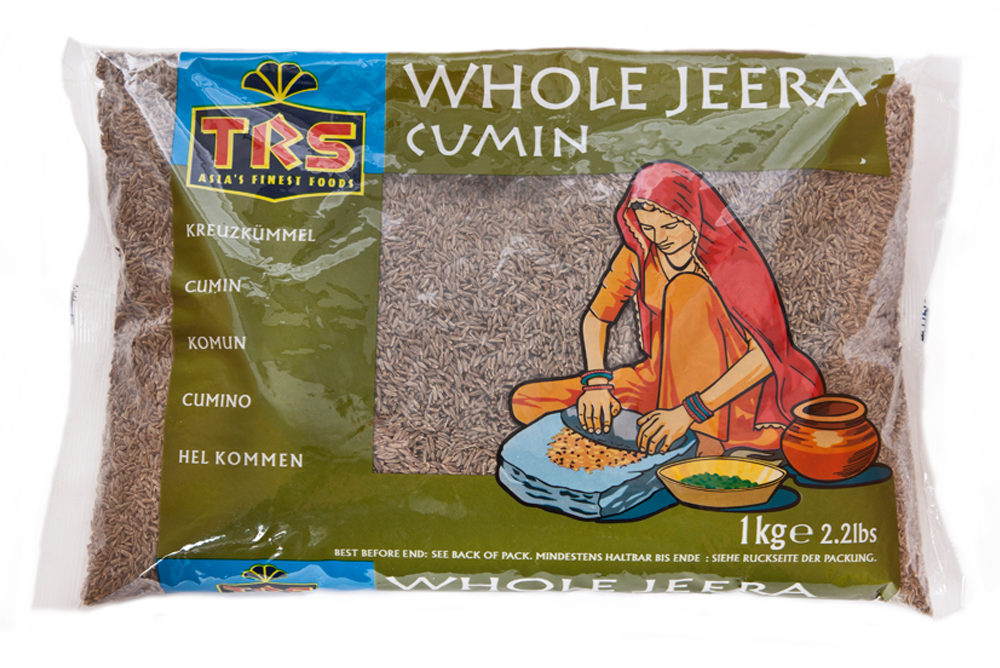 WHOLE JEERA
CUMIN
TRS
ASIA'S FINEST FOODS
KREUZKÜMMEL
CUMIN
KOMUN
CUMINO
HEL KOMMEN
1kg e 2.2lbs
BEST BEFORE END: SEE BACK OF PACK. MINDESTENS HALTBAR BIS ENDE : SIEHE RUCKSEITE DER PACKUNG.
TRS
WHOLE JEERA